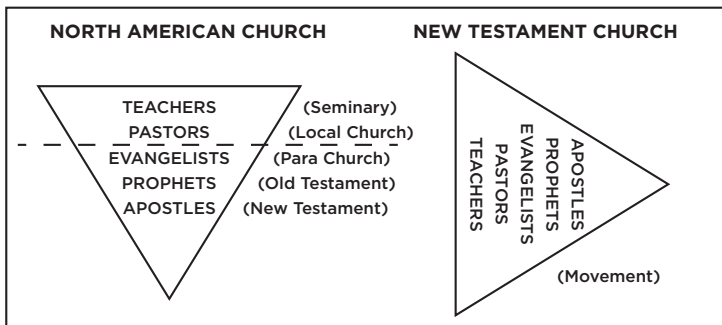 NORTH AMERICAN CHURCH
TEACHERS (Seminary)
PASTORS (Local Church)
EVANGELISTS (Para Church)
PROPHETS (Old Testament)
APOSTLES (New Testament)
NEW TESTAMENT CHURCH
APOSTLES
PROPHETS
EVANGELISTS
PASTORS
TEACHERS
(Movement)